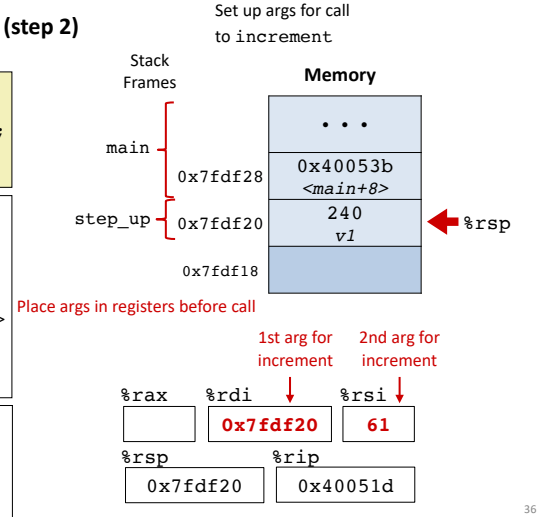 (step 2)
Set up args for call
to increment
Stack
Frames
Memory
• • •
main
0x7fdf28
0x40053b
<main+8>
step_up
0x7fdf20
240
v1
%rsp
0x7fdf18
;
>
Place args in registers before call
1st arg for
increment
2nd arg for
increment
%rax
%rdi
%rsi
0x7fdf20
61
%rsp
%rip
0x7fdf20
0x40051d
36